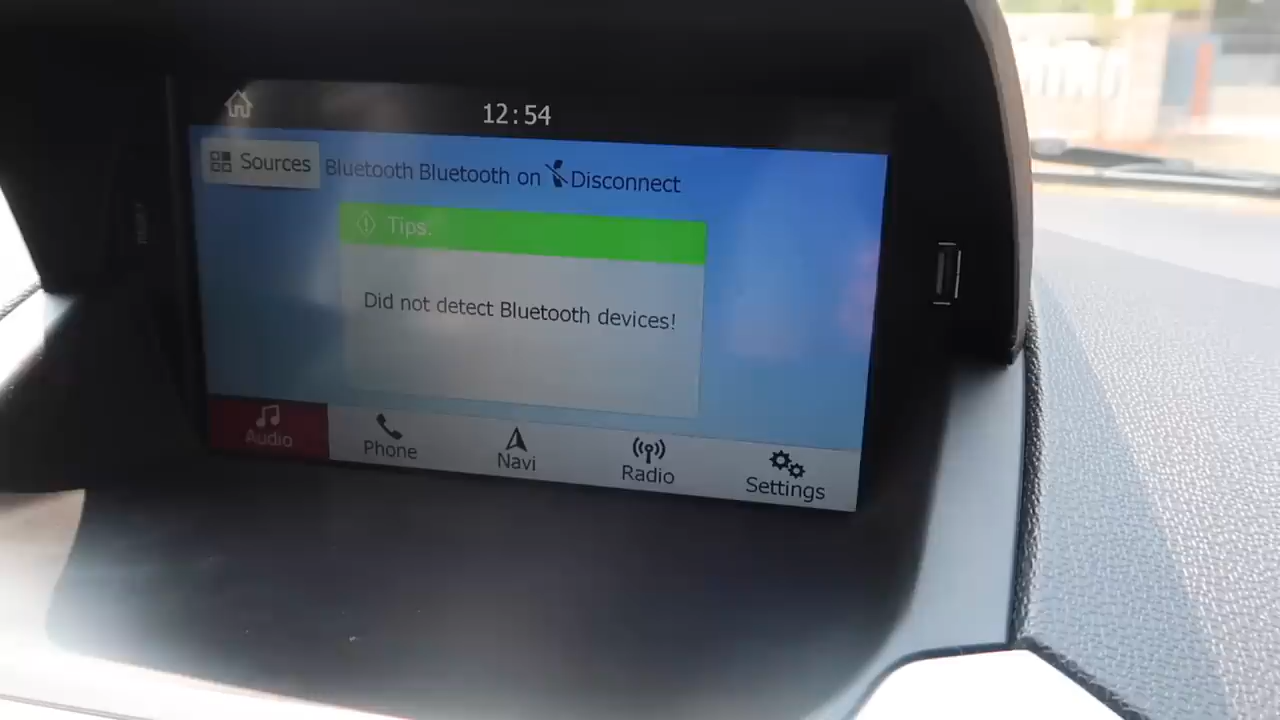 12:54
Sources Bluetooth Bluetooth on Disconnect
Tips.
Did not detect Bluetooth devices!
Audio Phone Navi Radio Settings